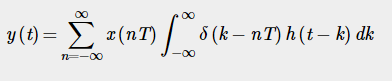 y(t) = ∑_{n=−∞}^{∞} x(nT) ∫_{−∞}^{∞} δ(k − nT) h(t − k) dk